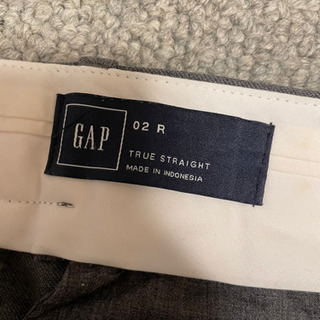 GAP
02 R
TRUE STRAIGHT
MADE IN INDONESIA